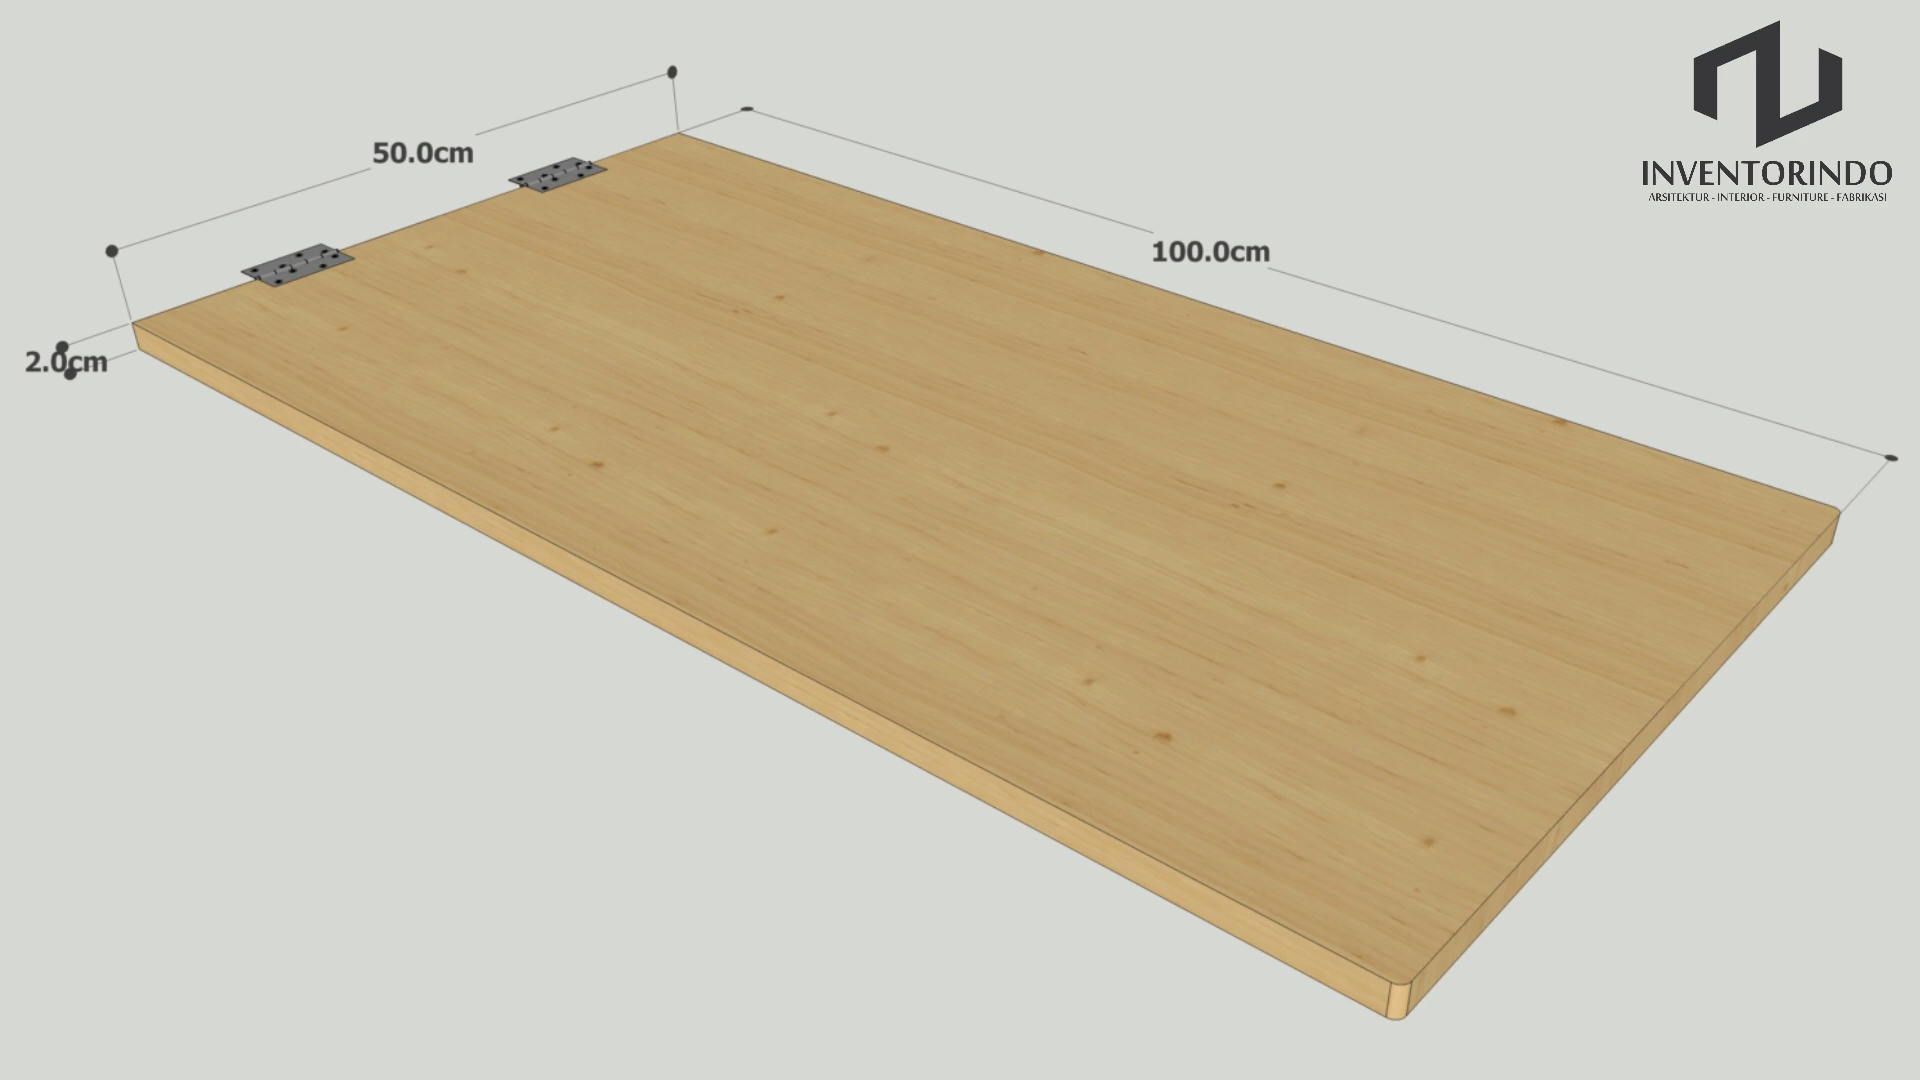 50.0cm
100.0cm
2.0cm
INVENTORINDO
ARSITEKTUR - INTERIOR - FURNITURE - FABRIKASI